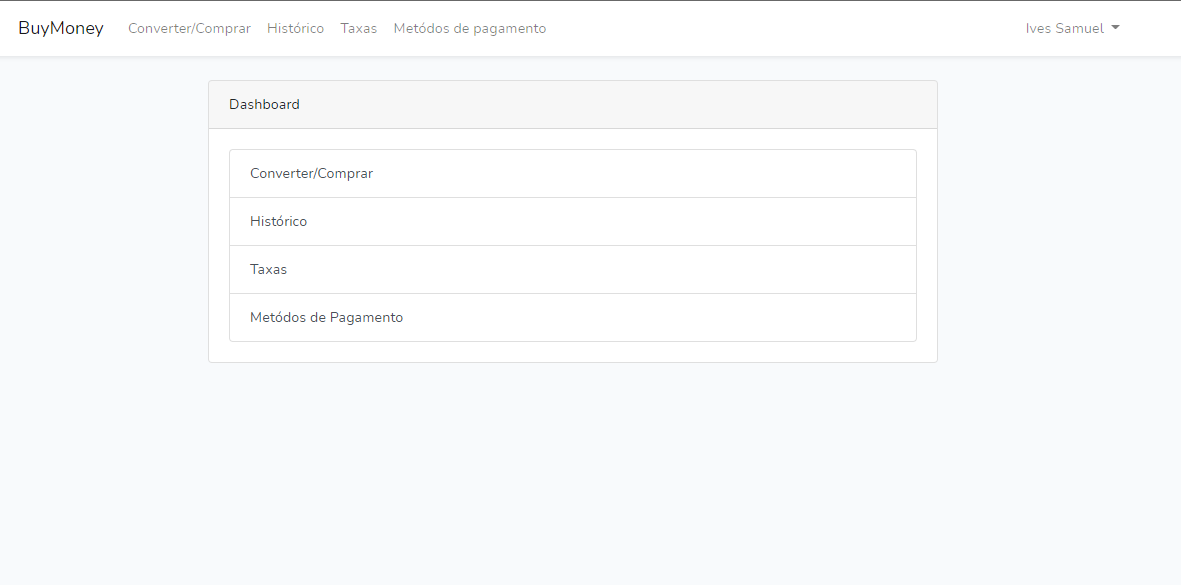 BuyMoney Converter/Comprar Histórico Taxas Metódos de pagamento Ives Samuel
Dashboard
Converter/Comprar
Histórico
Taxas
Metódos de Pagamento